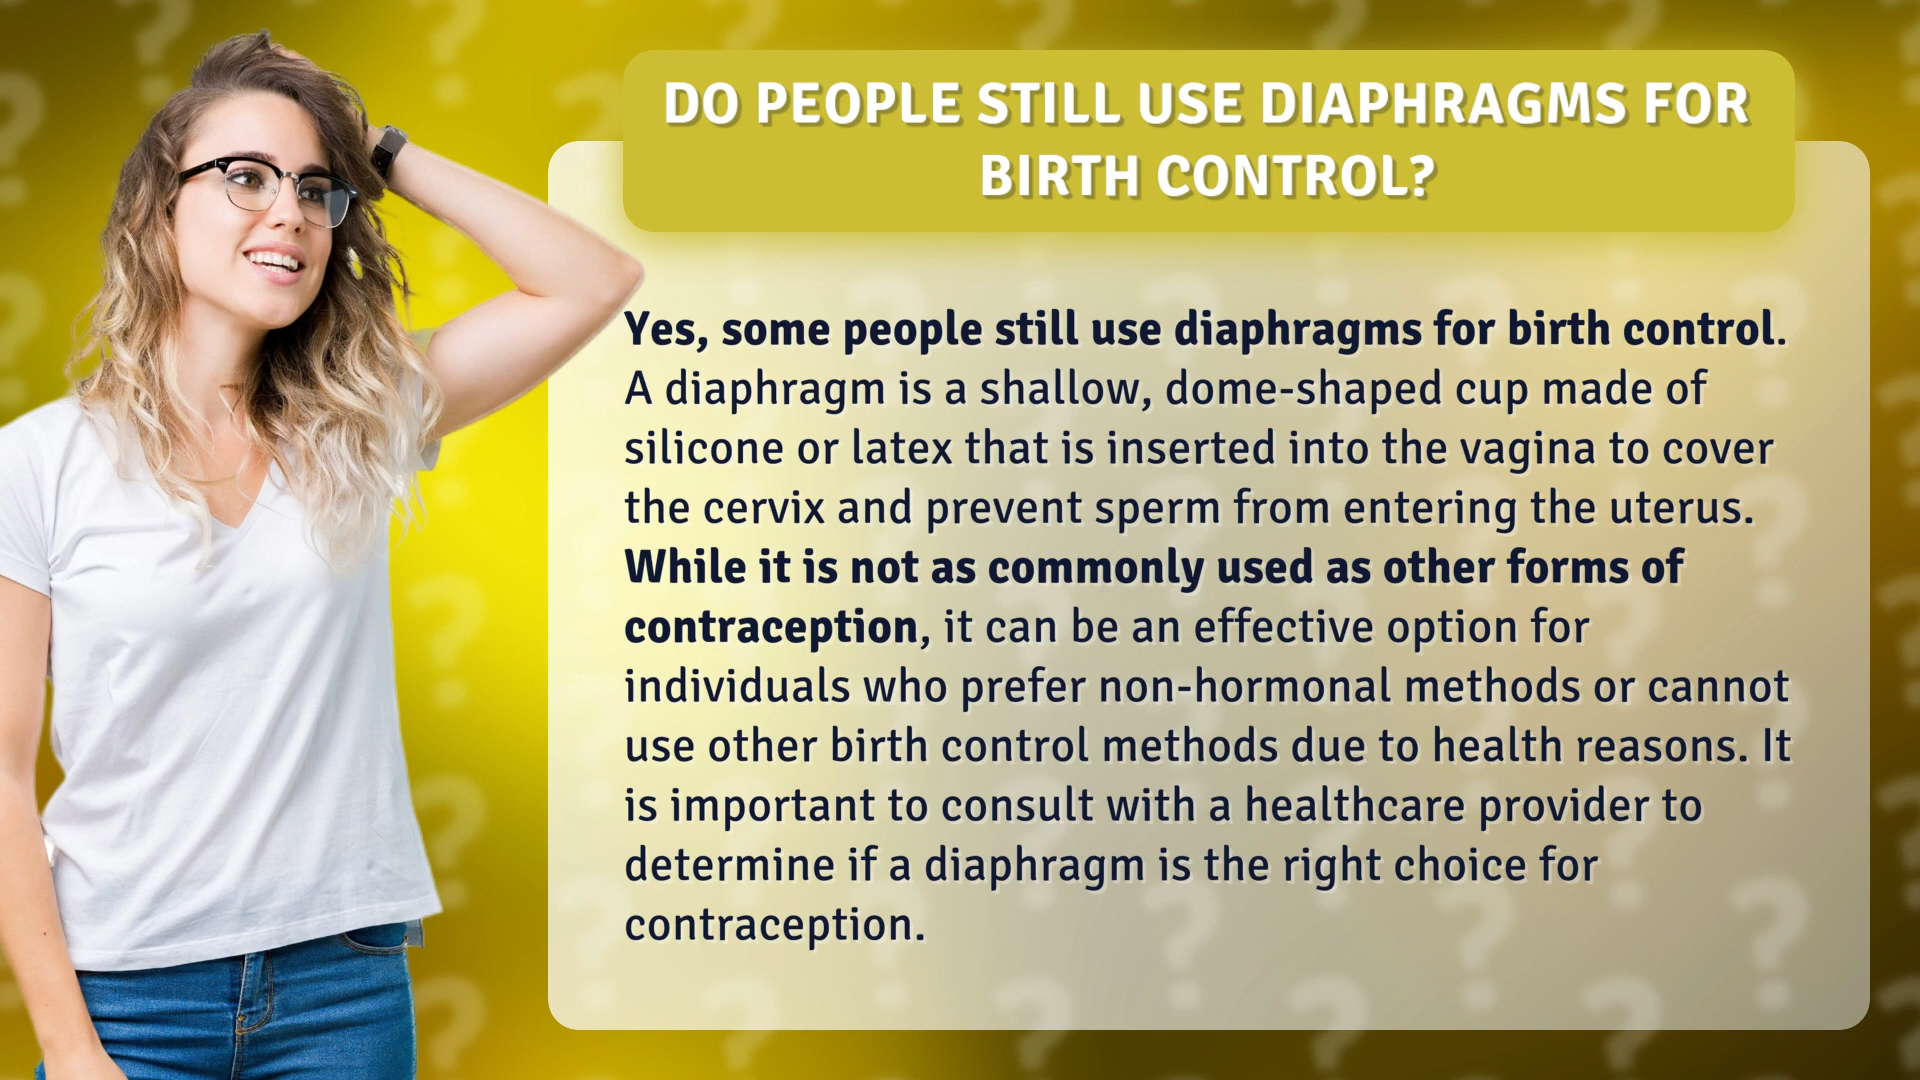 DO PEOPLE STILL USE DIAPHRAGMS FOR
BIRTH CONTROL?
Yes, some people still use diaphragms for birth control.
A diaphragm is a shallow, dome-shaped cup made of
silicone or latex that is inserted into the vagina to cover
the cervix and prevent sperm from entering the uterus.
While it is not as commonly used as other forms of
contraception, it can be an effective option for
individuals who prefer non-hormonal methods or cannot
use other birth control methods due to health reasons. It
is important to consult with a healthcare provider to
determine if a diaphragm is the right choice for
contraception.